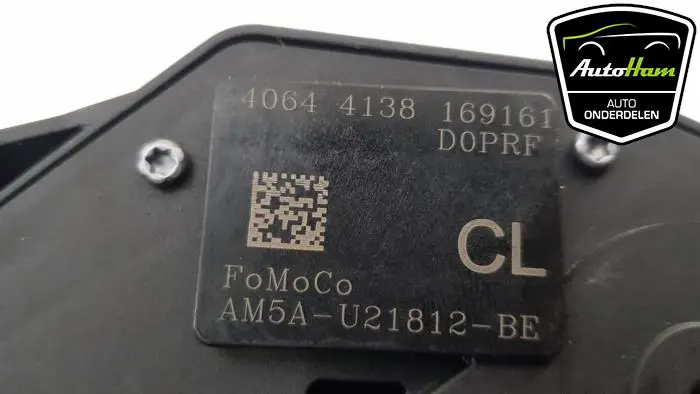 4064 4138 169161
D0PRF
CL
FoMoCo
AM5A-U21812-BE
AutoHam
AUTO
ONDERDELEN